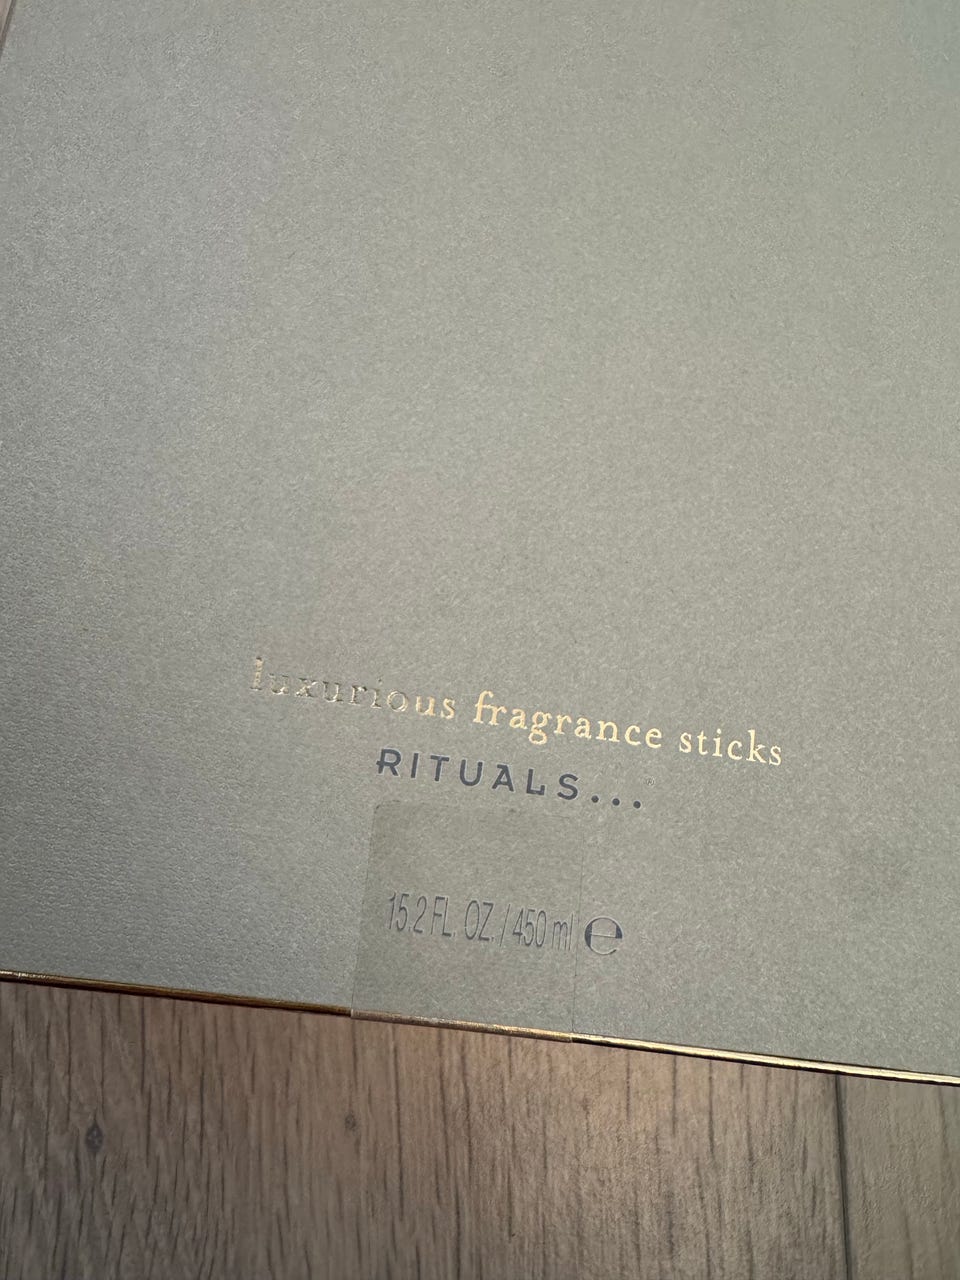 luxurious fragrance sticks
RITUALS...®
15.2 FL. OZ. / 450 ml ℮